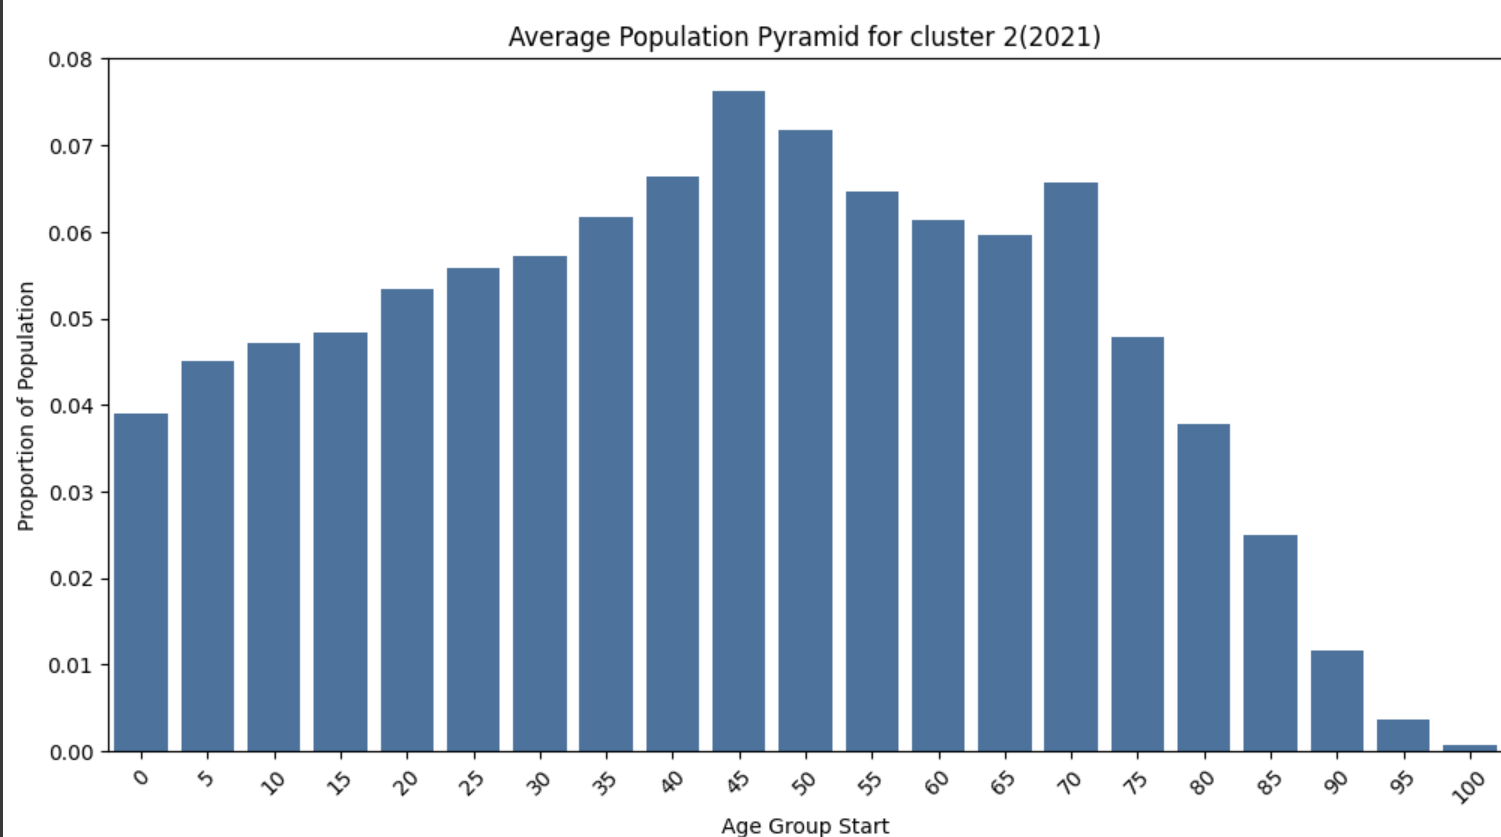 Average Population Pyramid for cluster 2(2021)
0.08
0.07
0.06
0.05
0.04
0.03
0.02
0.01
0.00
Proportion of Population
0 5 10 15 20 25 30 35 40 45 50 55 60 65 70 75 80 85 90 95 100
Age Group Start